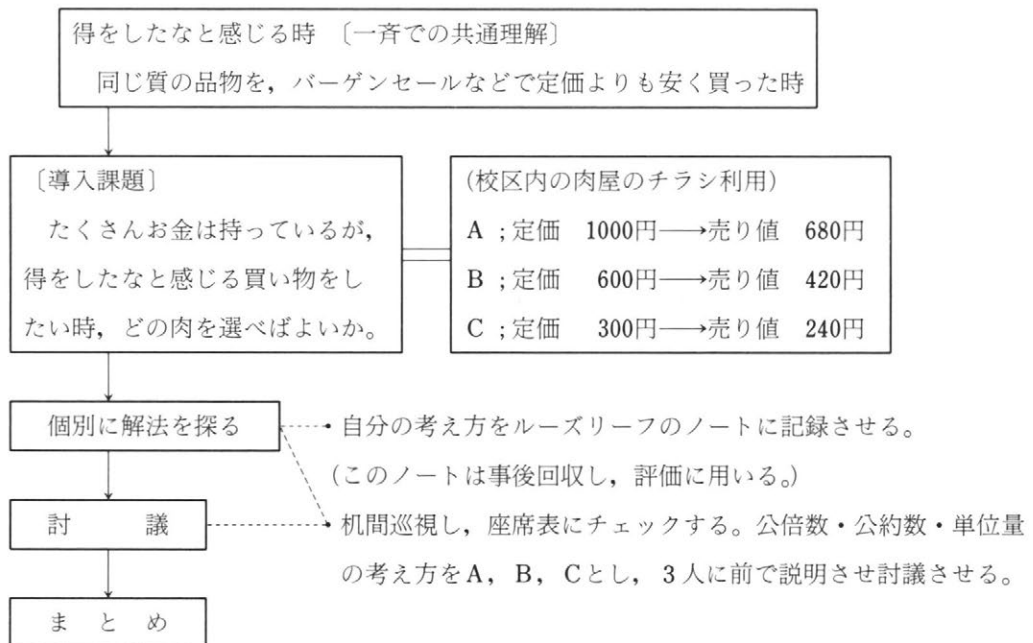 得をしたなと感じる時 〔一斉での共通理解〕
同じ質の品物を，バーゲンセールなどで定価よりも安く買った時
〔導入課題〕
たくさんお金は持っているが，
得をしたなと感じる買い物をし
たい時，どの肉を選べばよいか。
(校区内の肉屋のチラシ利用)
A ；定価 1000円→売り値 680円
B ；定価 600円→売り値 420円
C ；定価 300円→売り値 240円
個別に解法を探る
・自分の考え方をルーズリーフのノートに記録させる。
(このノートは事後回収し，評価に用いる。)
討 議
・机間巡視し，座席表にチェックする。公倍数・公約数・単位量
の考え方をA，B，Cとし，3人に前で説明させ討議させる。
ま と め